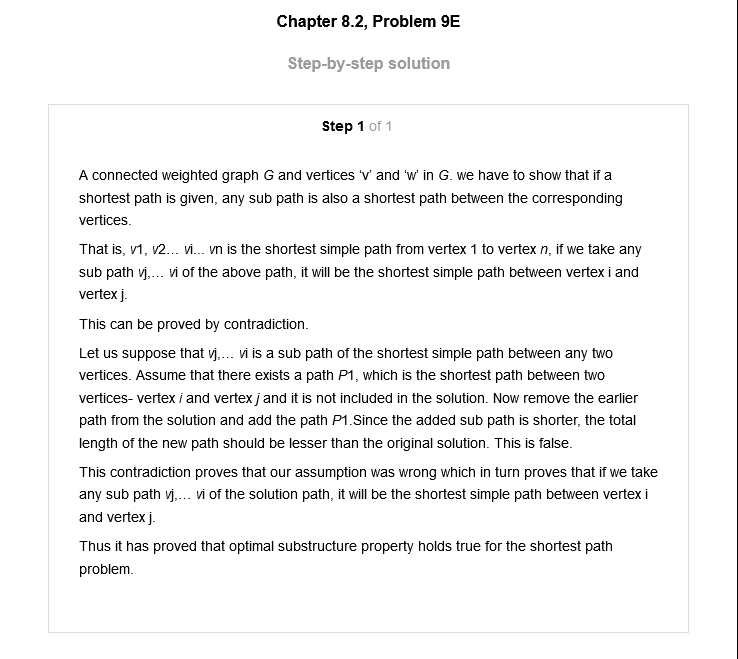 Chapter 8.2, Problem 9E
Step-by-step solution
Step 1 of 1
A connected weighted graph G and vertices ‘v’ and ‘w’ in G. we have to show that if a
shortest path is given, any sub path is also a shortest path between the corresponding
vertices.
That is, v1, v2... vi... vn is the shortest simple path from vertex 1 to vertex n, if we take any
sub path vj,... vi of the above path, it will be the shortest simple path between vertex i and
vertex j.
This can be proved by contradiction.
Let us suppose that vj,... vi is a sub path of the shortest simple path between any two
vertices. Assume that there exists a path P1, which is the shortest path between two
vertices- vertex i and vertex j and it is not included in the solution. Now remove the earlier
path from the solution and add the path P1.Since the added sub path is shorter, the total
length of the new path should be lesser than the original solution. This is false.
This contradiction proves that our assumption was wrong which in turn proves that if we take
any sub path vj,... vi of the solution path, it will be the shortest simple path between vertex i
and vertex j.
Thus it has proved that optimal substructure property holds true for the shortest path
problem.